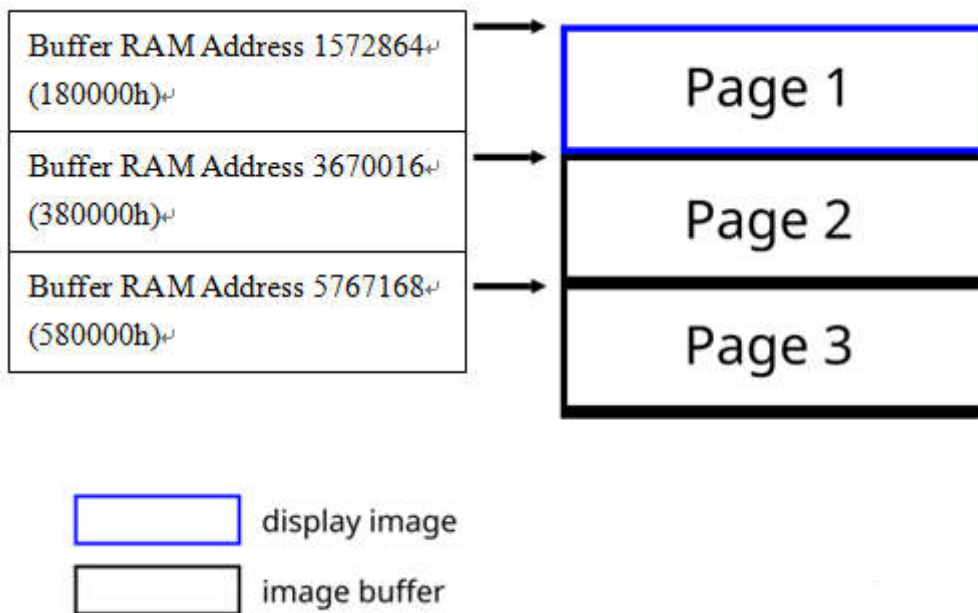 Buffer RAM Address 1572864↵
(180000h)↵
Page 1
Buffer RAM Address 3670016↵
(380000h)↵
Page 2
Buffer RAM Address 5767168↵
(580000h)↵
Page 3
display image
image buffer